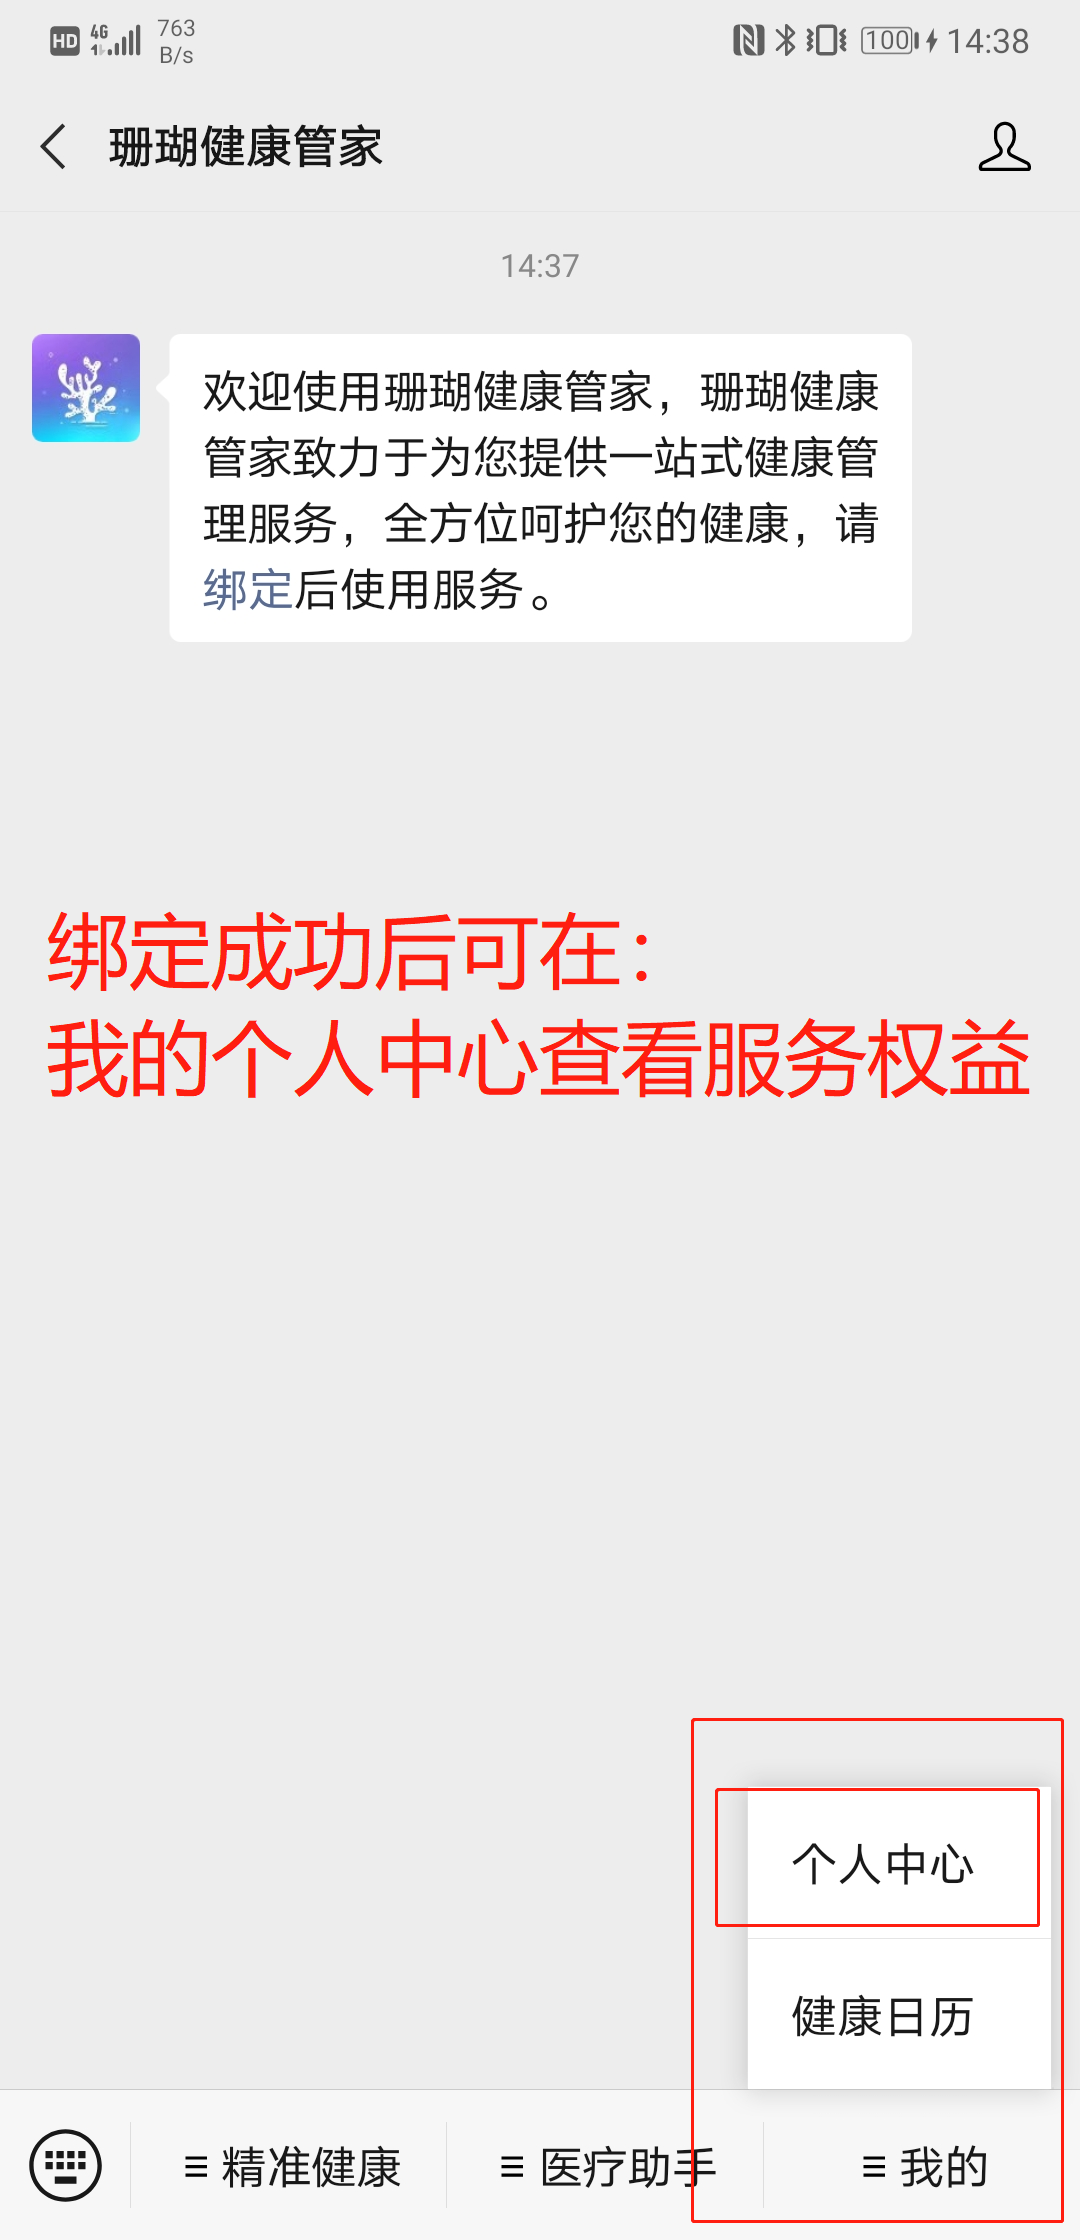 HD 4G 763 B/s 100 14:38
珊瑚健康管家
14:37
欢迎使用珊瑚健康管家，珊瑚健康
管家致力于为您提供一站式健康管
理服务，全方位呵护您的健康，请
绑定后使用服务。
绑定成功后可在：
我的个人中心查看服务权益
个人中心
健康日历
精准健康 医疗助手 我的